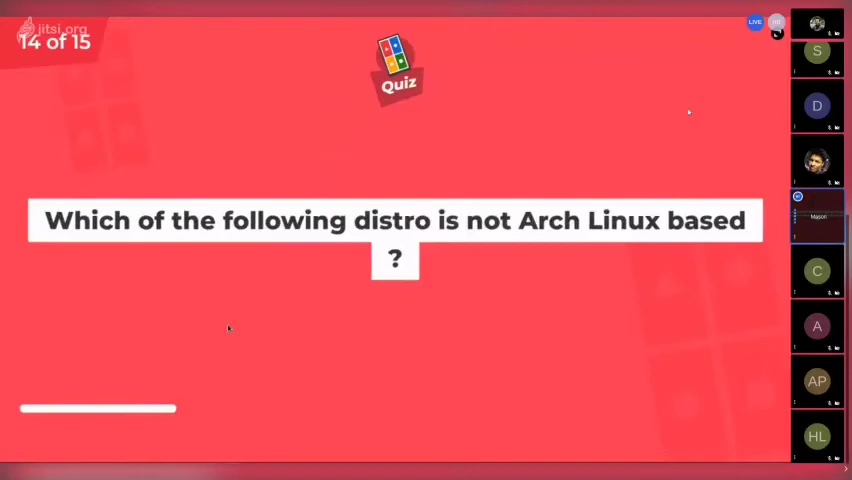 jitsi.org
14 of 15
Quiz
LIVE
HD
Which of the following distro is not Arch Linux based
?
S
D
Mason
C
A
AP
HL